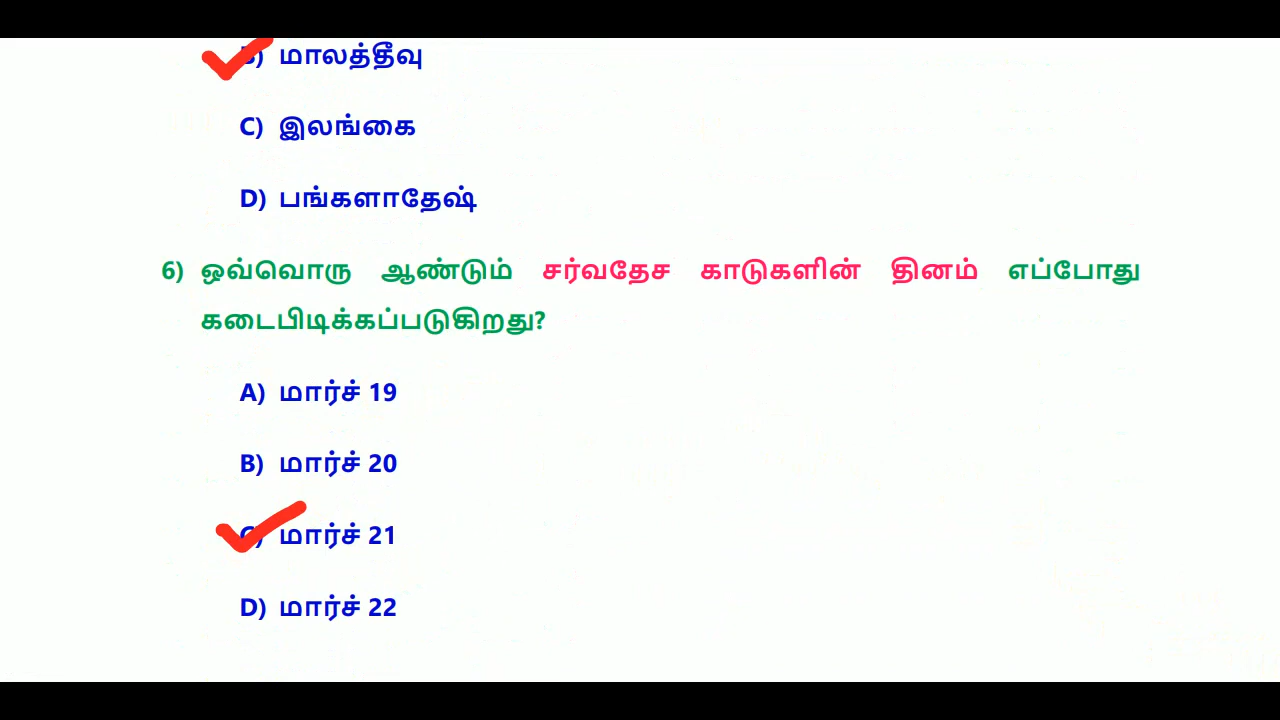 B) மாலத்தீவு
C) இலங்கை
D) பங்களாதேஷ்
6) ஒவ்வொரு ஆண்டும் சர்வதேச காடுகளின் தினம் எப்போது
கடைபிடிக்கப்படுகிறது?
A) மார்ச் 19
B) மார்ச் 20
C) மார்ச் 21
D) மார்ச் 22